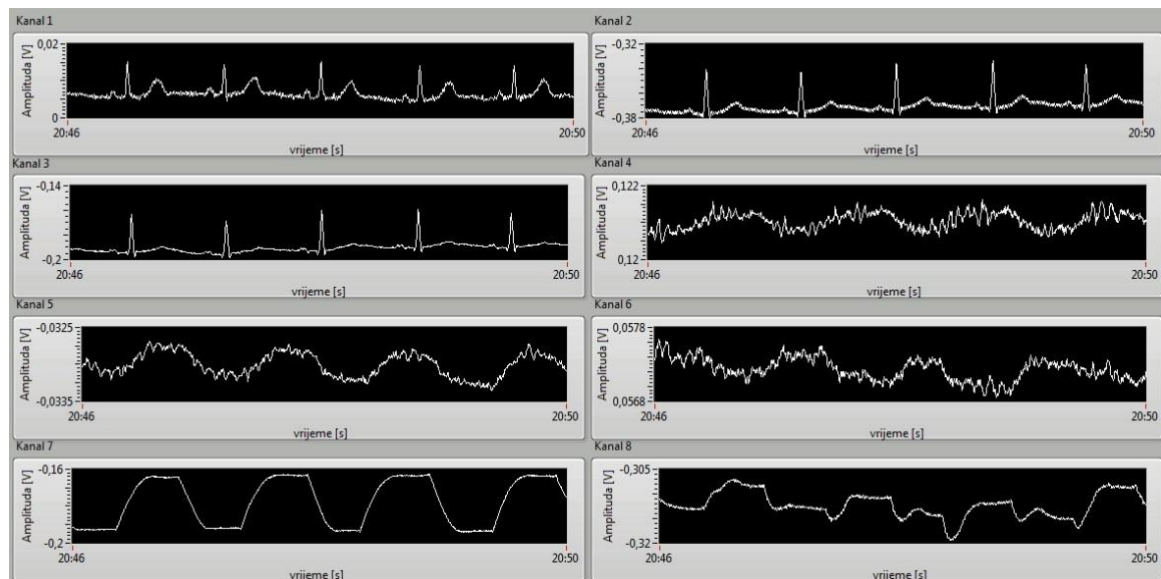 Kanal 1
Amplituda [V]
0,02
0
20:46
20:50
vrijeme [s]
Kanal 2
Amplituda [V]
-0,32
-0,38
20:46
20:50
vrijeme [s]
Kanal 3
Amplituda [V]
-0,14
-0,2
20:46
20:50
vrijeme [s]
Kanal 4
Amplituda [V]
0,122
0,12
20:46
20:50
vrijeme [s]
Kanal 5
Amplituda [V]
-0,0325
-0,0335
20:46
20:50
vrijeme [s]
Kanal 6
Amplituda [V]
0,0578
0,0568
20:46
20:50
vrijeme [s]
Kanal 7
Amplituda [V]
-0,16
-0,2
20:46
20:50
vrijeme [s]
Kanal 8
Amplituda [V]
-0,305
-0,32
20:46
20:50
vrijeme [s]